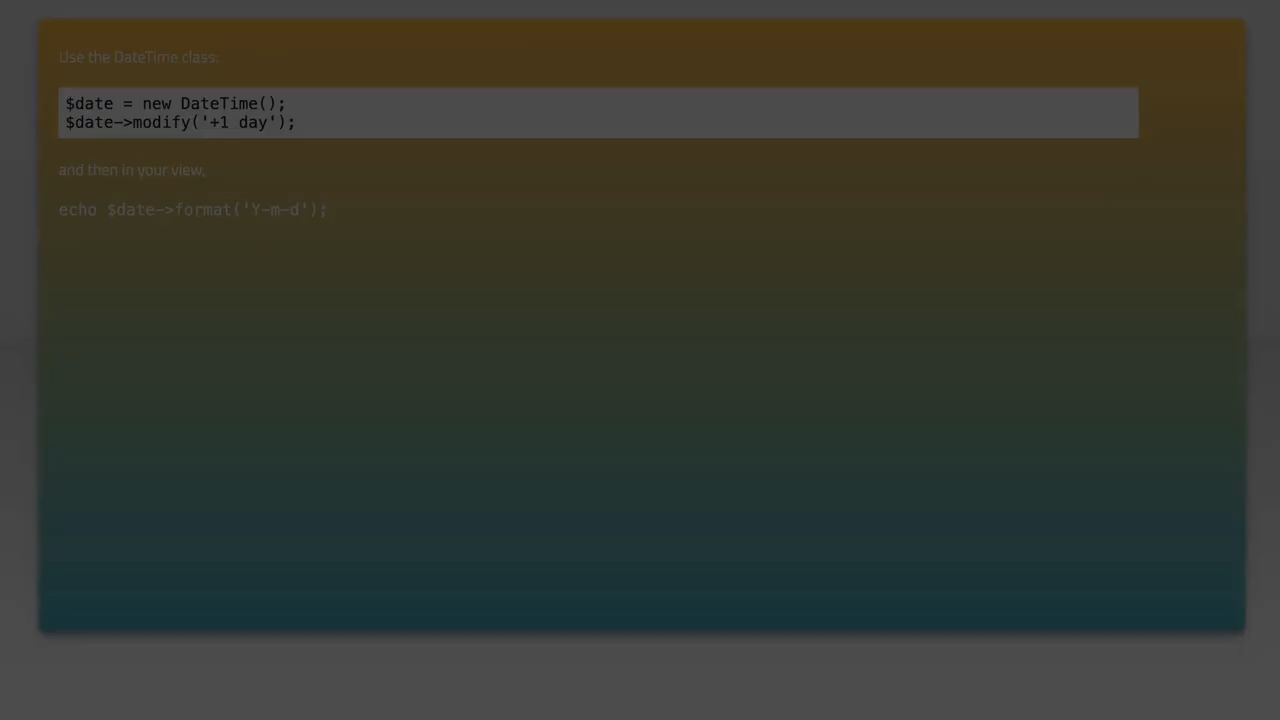 Use the DateTime class:
$date = new DateTime();
$date->modify('+1 day');
and then in your view,
echo $date->format('Y-m-d');